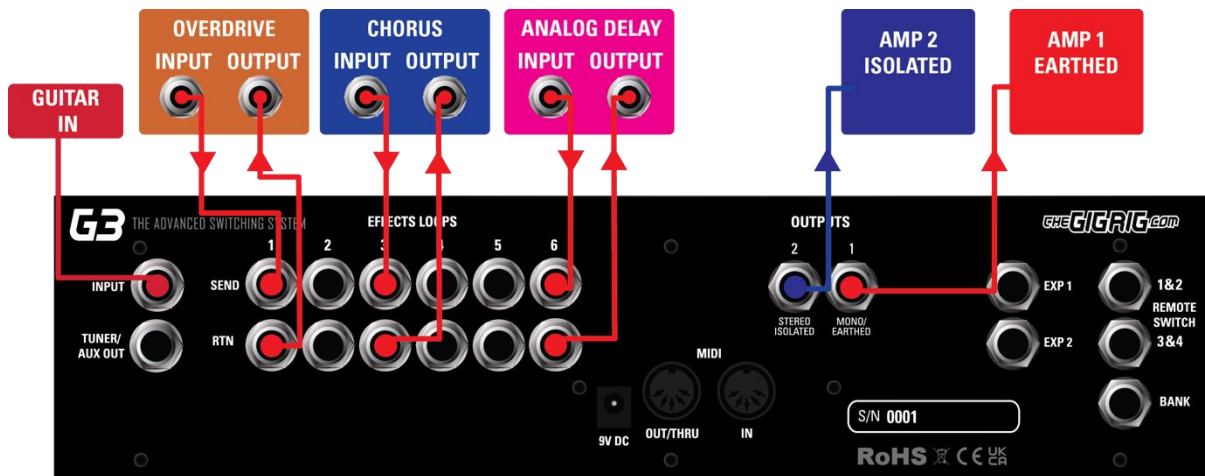 OVERDRIVE
INPUT OUTPUT
CHORUS
INPUT OUTPUT
ANALOG DELAY
INPUT OUTPUT
AMP 2
ISOLATED
AMP 1
EARTHED
GUITAR
IN
G3 THE ADVANCED SWITCHING SYSTEM
EFFECTS LOOPS
OUTPUTS
THEGIGRIG.COM
1 2 3 4 5 6
2 1
INPUT
SEND
EXP 1
1&2
REMOTE
SWITCH
STEREO
ISOLATED
MONO/
EARTHED
TUNER/
AUX OUT
RTN
EXP 2
3&4
MIDI
BANK
9V DC
OUT/THRU
IN
S/N 0001
RoHS CE UK CA